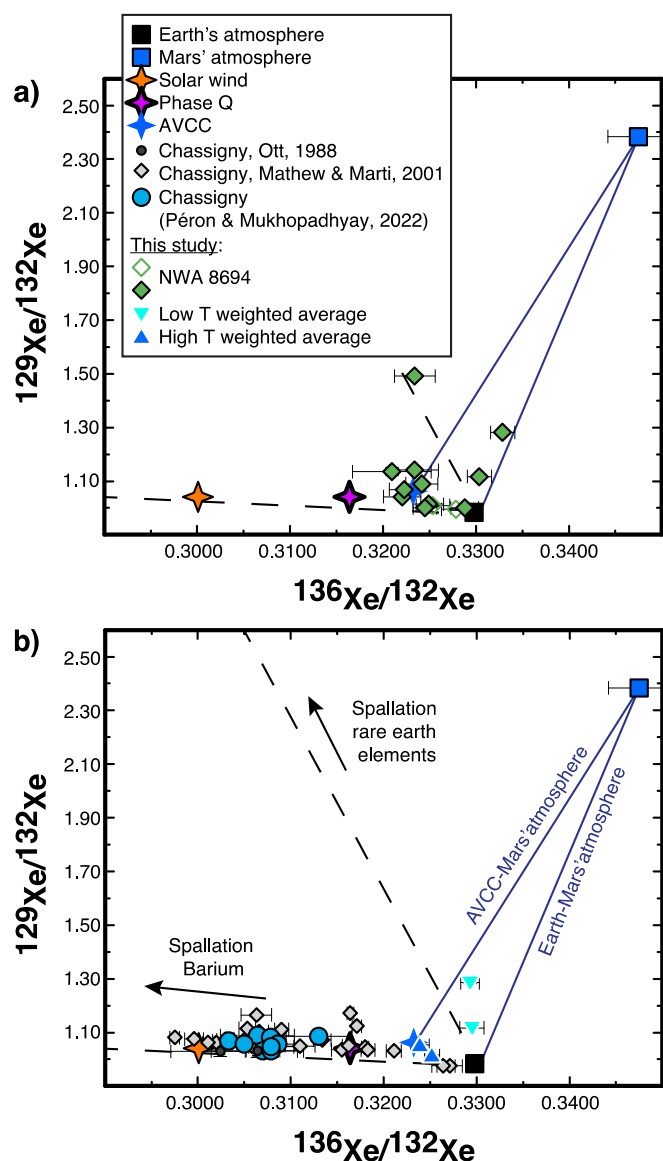 a)
Earth's atmosphere
Mars' atmosphere
Solar wind
Phase Q
AVCC
Chassigny, Ott, 1988
Chassigny, Mathew & Marti, 2001
Chassigny
(Péron & Mukhopadhyay, 2022)
This study:
NWA 8694
Low T weighted average
High T weighted average
129Xe/132Xe
2.50
2.30
2.10
1.90
1.70
1.50
1.30
1.10
0.3000
0.3100
0.3200
0.3300
0.3400
136Xe/132Xe
b)
129Xe/132Xe
2.50
2.30
2.10
1.90
1.70
1.50
1.30
1.10
Spallation
rare earth
elements
AVCC-Mars'atmosphere
Earth-Mars'atmosphere
Spallation
Barium
0.3000
0.3100
0.3200
0.3300
0.3400
136Xe/132Xe